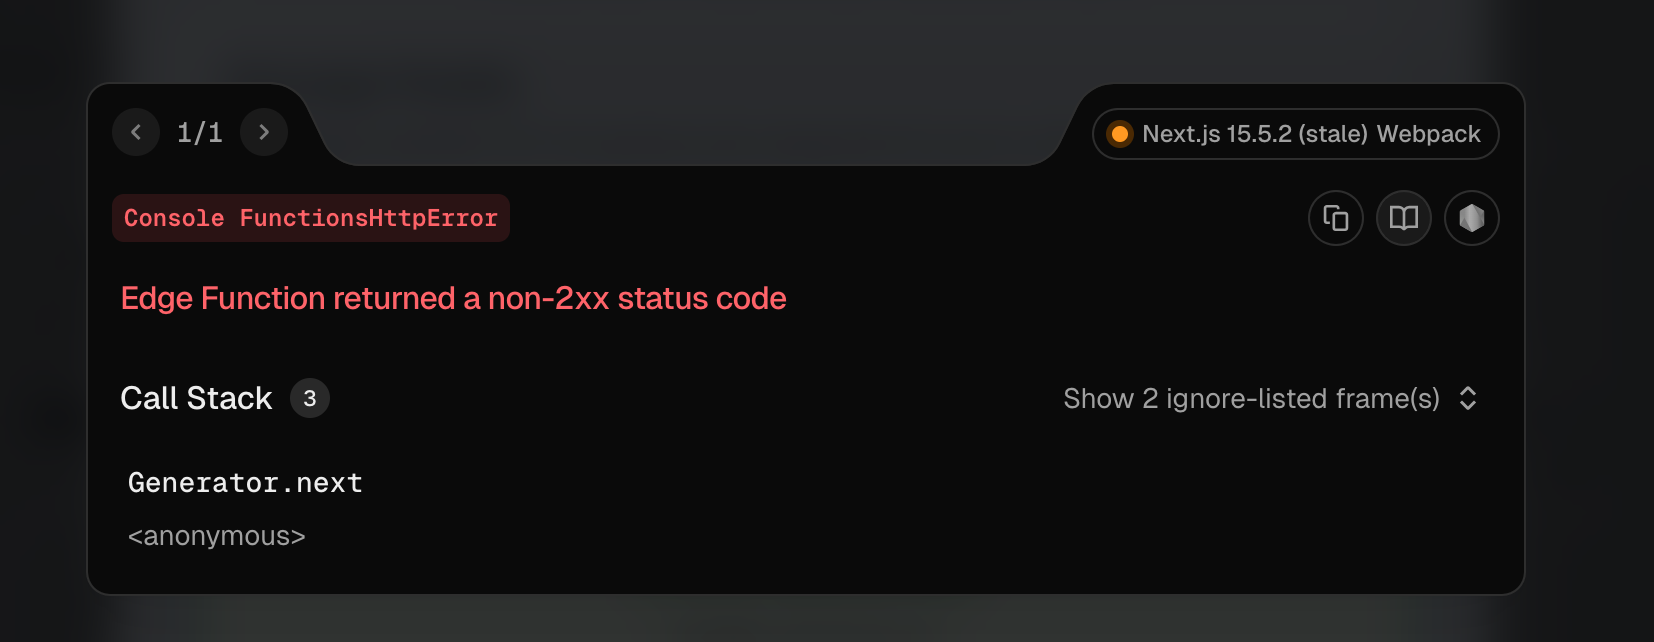 1/1
Next.js 15.5.2 (stale) Webpack
Console FunctionsHttpError
Edge Function returned a non-2xx status code
Call Stack 3
Show 2 ignore-listed frame(s)
Generator.next
<anonymous>